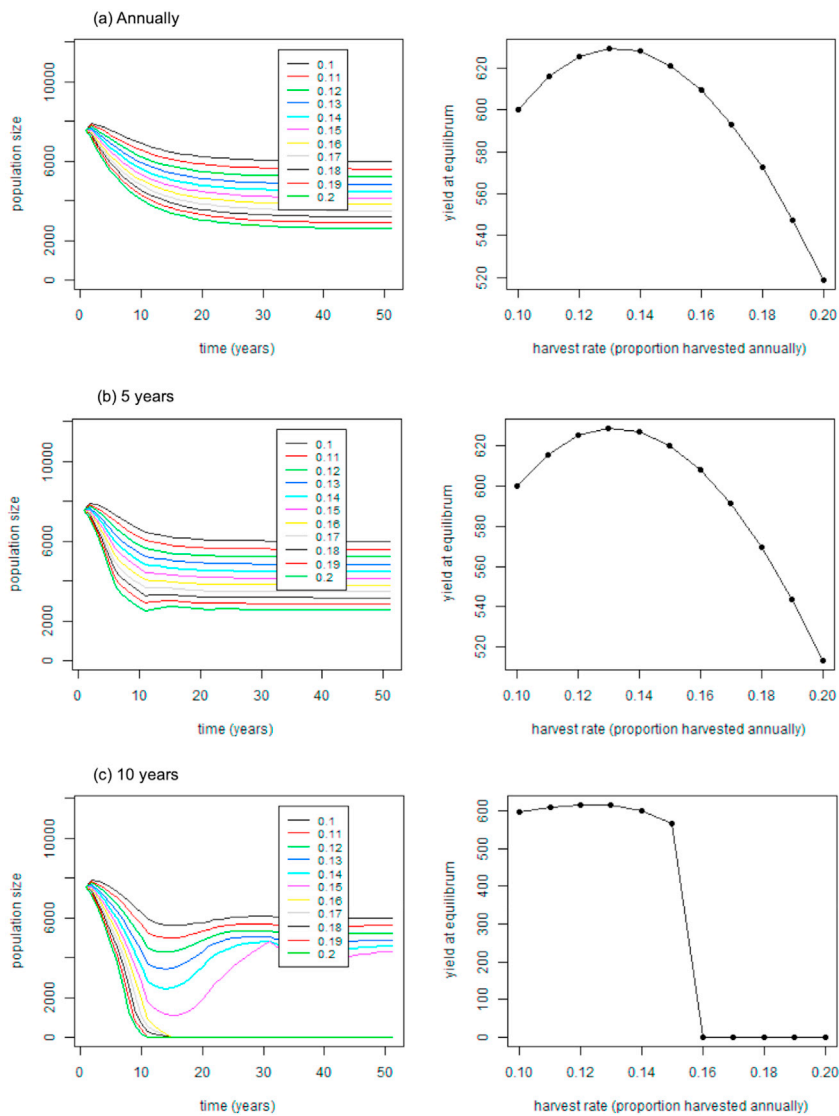 (a) Annually
population size
0 2000 6000 10000
0.1
0.11
0.12
0.13
0.14
0.15
0.16
0.17
0.18
0.19
0.2
0 10 20 30 40 50
time (years)
yield at equilibrum
520 540 560 580 600 620
0.10 0.12 0.14 0.16 0.18 0.20
harvest rate (proportion harvested annually)
(b) 5 years
population size
0 2000 6000 10000
0.1
0.11
0.12
0.13
0.14
0.15
0.16
0.17
0.18
0.19
0.2
0 10 20 30 40 50
time (years)
yield at equilibrum
520 540 560 580 600 620
0.10 0.12 0.14 0.16 0.18 0.20
harvest rate (proportion harvested annually)
(c) 10 years
population size
0 2000 6000 10000
0.1
0.11
0.12
0.13
0.14
0.15
0.16
0.17
0.18
0.19
0.2
0 10 20 30 40 50
time (years)
yield at equilibrum
0 100 200 300 400 500 600
0.10 0.12 0.14 0.16 0.18 0.20
harvest rate (proportion harvested annually)